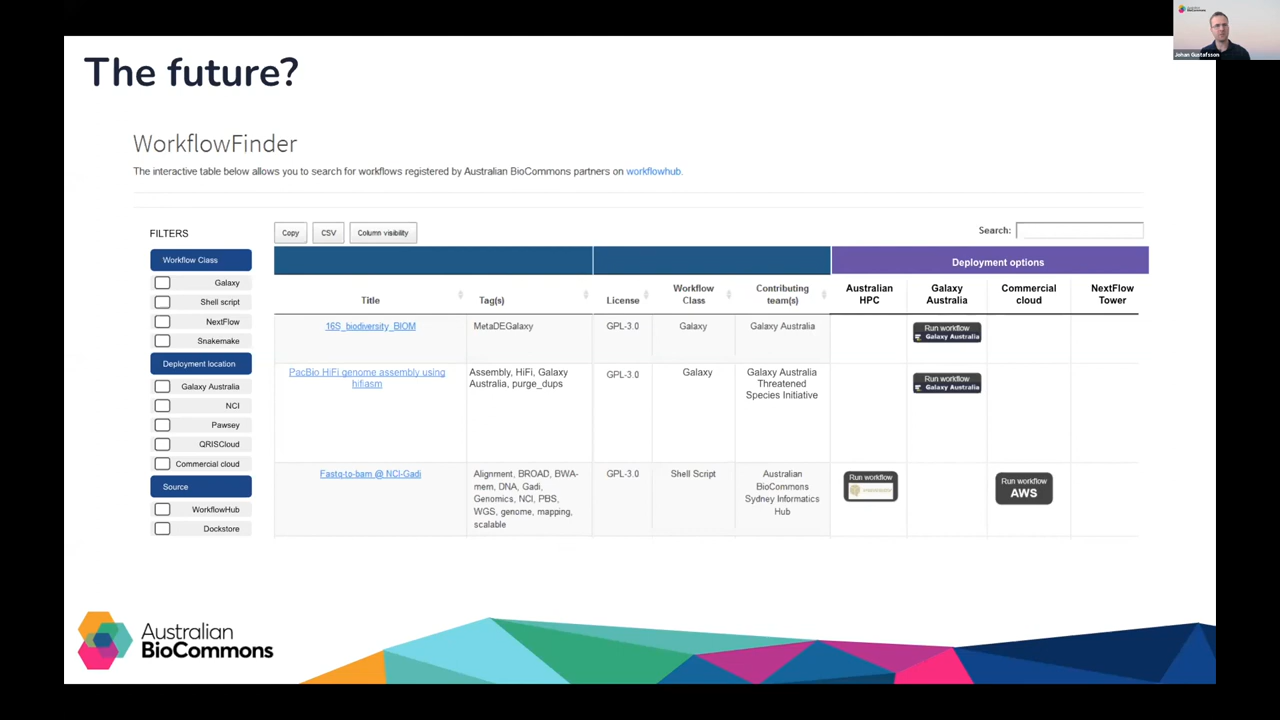 Johan Gustafsson
The future?
WorkflowFinder
The interactive table below allows you to search for workflows registered by Australian BioCommons partners on workflowhub.
FILTERS
Workflow Class
Galaxy
Shell script
NextFlow
Snakemake
Deployment location
Galaxy Australia
NCI
Pawsey
QRISCloud
Commercial cloud
Source
WorkflowHub
Dockstore
Copy
CSV
Column visibility
Search:
Deployment options
Title
Tag(s)
License
Workflow
Class
Contributing
team(s)
Australian
HPC
Galaxy
Australia
Commercial
cloud
NextFlow
Tower
16S_biodiversity_BIOM
MetaDEGalaxy
GPL-3.0
Galaxy
Galaxy Australia
Run workflow
Galaxy Australia
PacBio HiFi genome assembly using
hifiasm
Assembly, HiFi, Galaxy
Australia, purge_dups
GPL-3.0
Galaxy
Galaxy Australia
Threatened
Species Initiative
Run workflow
Galaxy Australia
Fastq-to-bam @ NCI-Gadi
Alignment, BROAD, BWA-
mem, DNA, Gadi,
Genomics, NCI, PBS,
WGS, genome, mapping,
scalable
GPL-3.0
Shell Script
Australian
BioCommons
Sydney Informatics
Hub
Run workflow
Run workflow
AWS
Australian
BioCommons